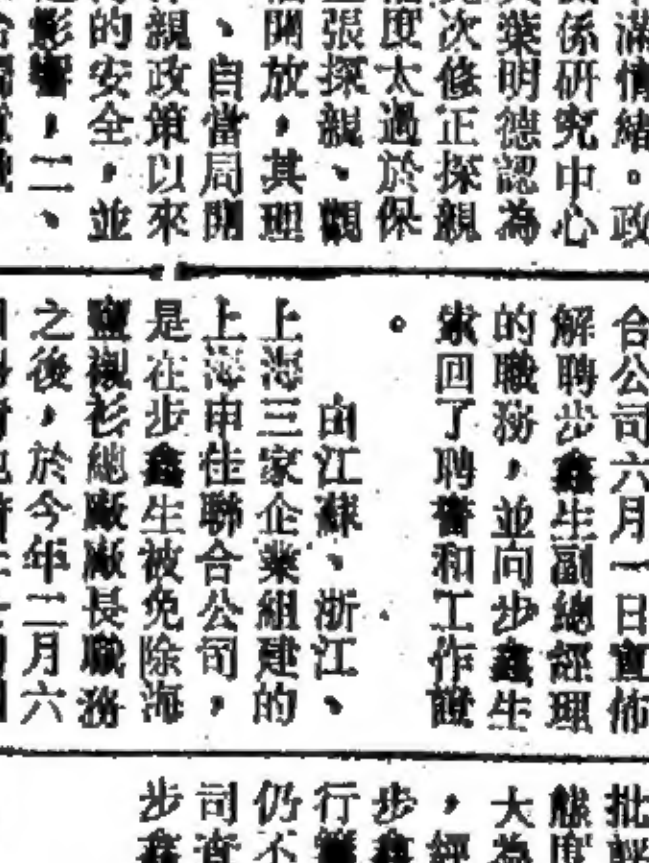 滿情緒。政
係研究中心
葉明德認為
次修正探親
度太過於保
張探親、觀
開放，其理
、自當局開
親政策以來
的安全，並
影響，二、
合公司六月一日宣佈
解聘步鑫生副總經理
的職務，並向步鑫生
索回了聘書和工作證
。
由江蘇、浙江、
上海三家企業組建的
上海申佳聯合公司，
是在步鑫生被免除海
鹽襯衫總廠廠長職務
之後，於今年二月六
批評
態度
大為
，經
步鑫
行
仍不
司
步鑫